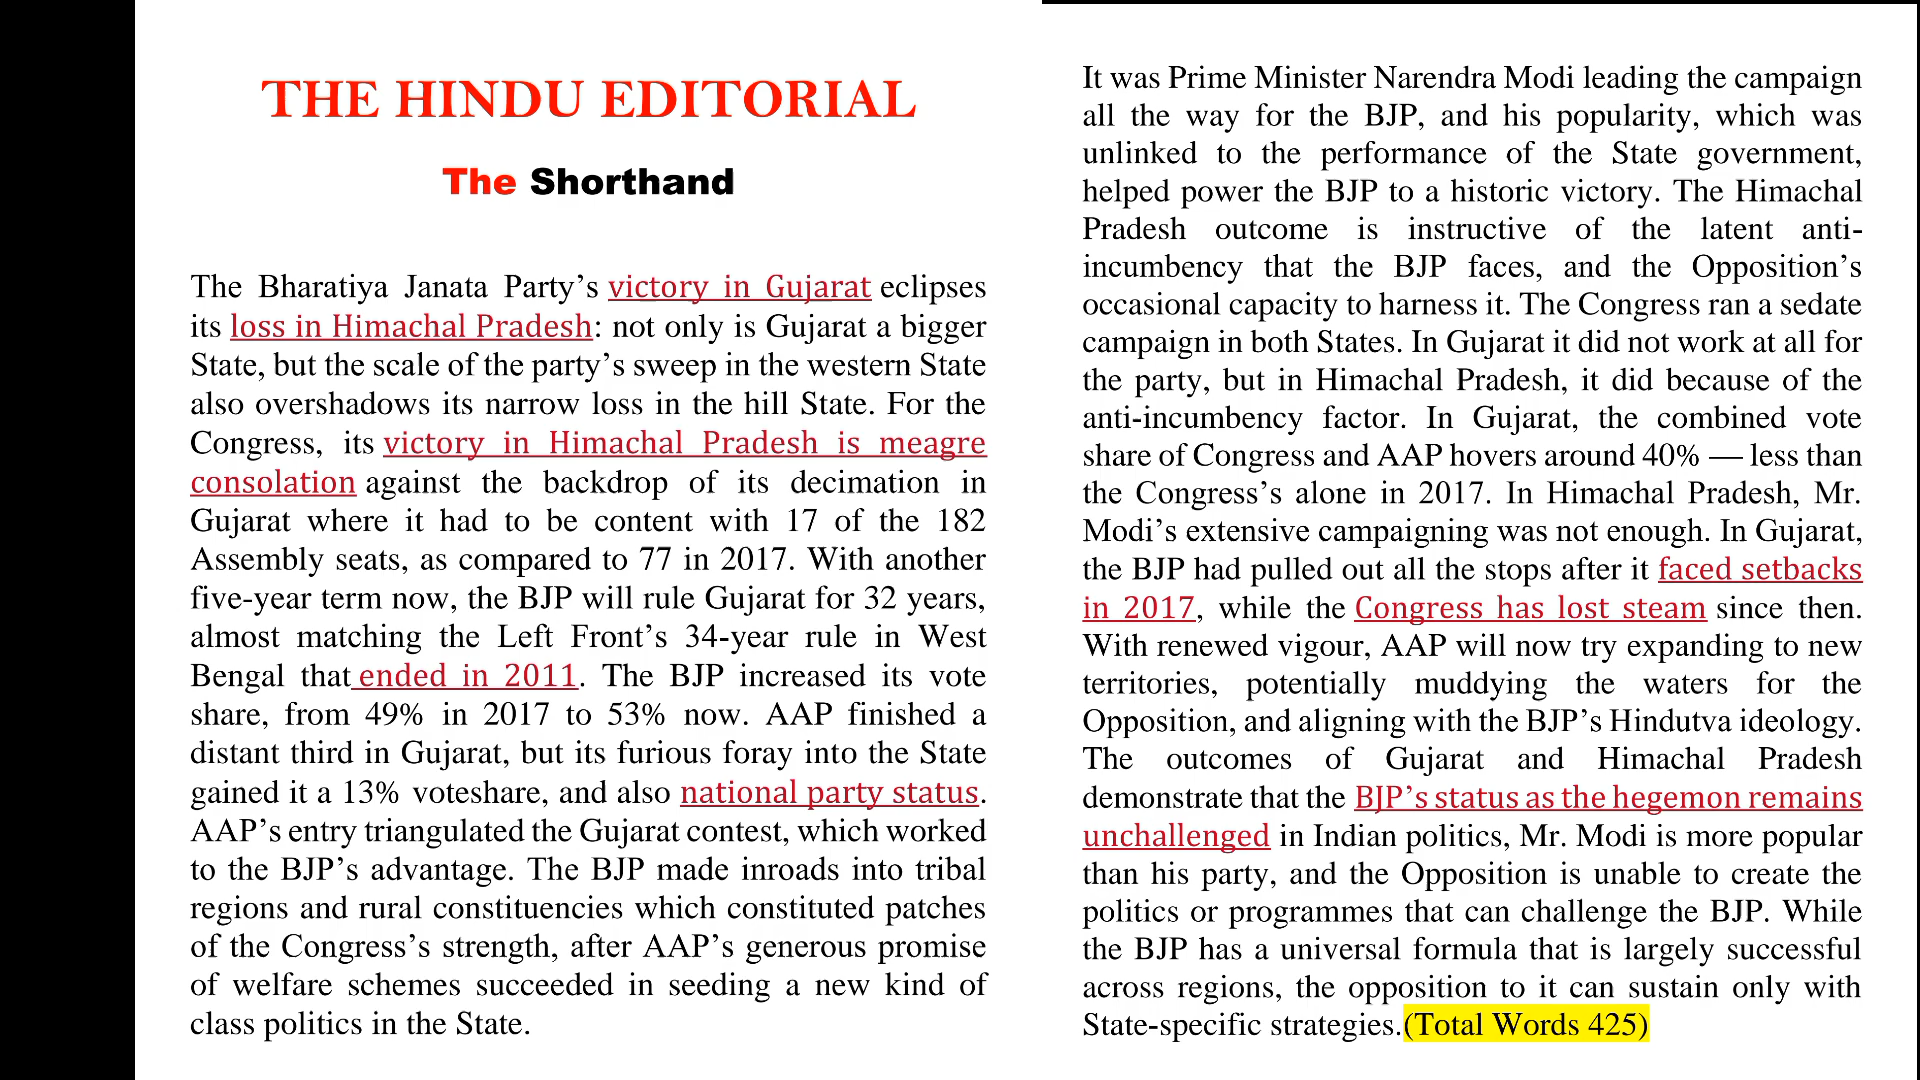 THE HINDU EDITORIAL
The Shorthand
The Bharatiya Janata Party’s victory in Gujarat eclipses
its loss in Himachal Pradesh: not only is Gujarat a bigger
State, but the scale of the party’s sweep in the western State
also overshadows its narrow loss in the hill State. For the
Congress, its victory in Himachal Pradesh is meagre
consolation against the backdrop of its decimation in
Gujarat where it had to be content with 17 of the 182
Assembly seats, as compared to 77 in 2017. With another
five-year term now, the BJP will rule Gujarat for 32 years,
almost matching the Left Front’s 34-year rule in West
Bengal that ended in 2011. The BJP increased its vote
share, from 49% in 2017 to 53% now. AAP finished a
distant third in Gujarat, but its furious foray into the State
gained it a 13% voteshare, and also national party status.
AAP’s entry triangulated the Gujarat contest, which worked
to the BJP’s advantage. The BJP made inroads into tribal
regions and rural constituencies which constituted patches
of the Congress’s strength, after AAP’s generous promise
of welfare schemes succeeded in seeding a new kind of
class politics in the State.
It was Prime Minister Narendra Modi leading the campaign
all the way for the BJP, and his popularity, which was
unlinked to the performance of the State government,
helped power the BJP to a historic victory. The Himachal
Pradesh outcome is instructive of the latent anti-
incumbency that the BJP faces, and the Opposition’s
occasional capacity to harness it. The Congress ran a sedate
campaign in both States. In Gujarat it did not work at all for
the party, but in Himachal Pradesh, it did because of the
anti-incumbency factor. In Gujarat, the combined vote
share of Congress and AAP hovers around 40% — less than
the Congress’s alone in 2017. In Himachal Pradesh, Mr.
Modi’s extensive campaigning was not enough. In Gujarat,
the BJP had pulled out all the stops after it faced setbacks
in 2017, while the Congress has lost steam since then.
With renewed vigour, AAP will now try expanding to new
territories, potentially muddying the waters for the
Opposition, and aligning with the BJP’s Hindutva ideology.
The outcomes of Gujarat and Himachal Pradesh
demonstrate that the BJP’s status as the hegemon remains
unchallenged in Indian politics, Mr. Modi is more popular
than his party, and the Opposition is unable to create the
politics or programmes that can challenge the BJP. While
the BJP has a universal formula that is largely successful
across regions, the opposition to it can sustain only with
State-specific strategies.(Total Words 425)